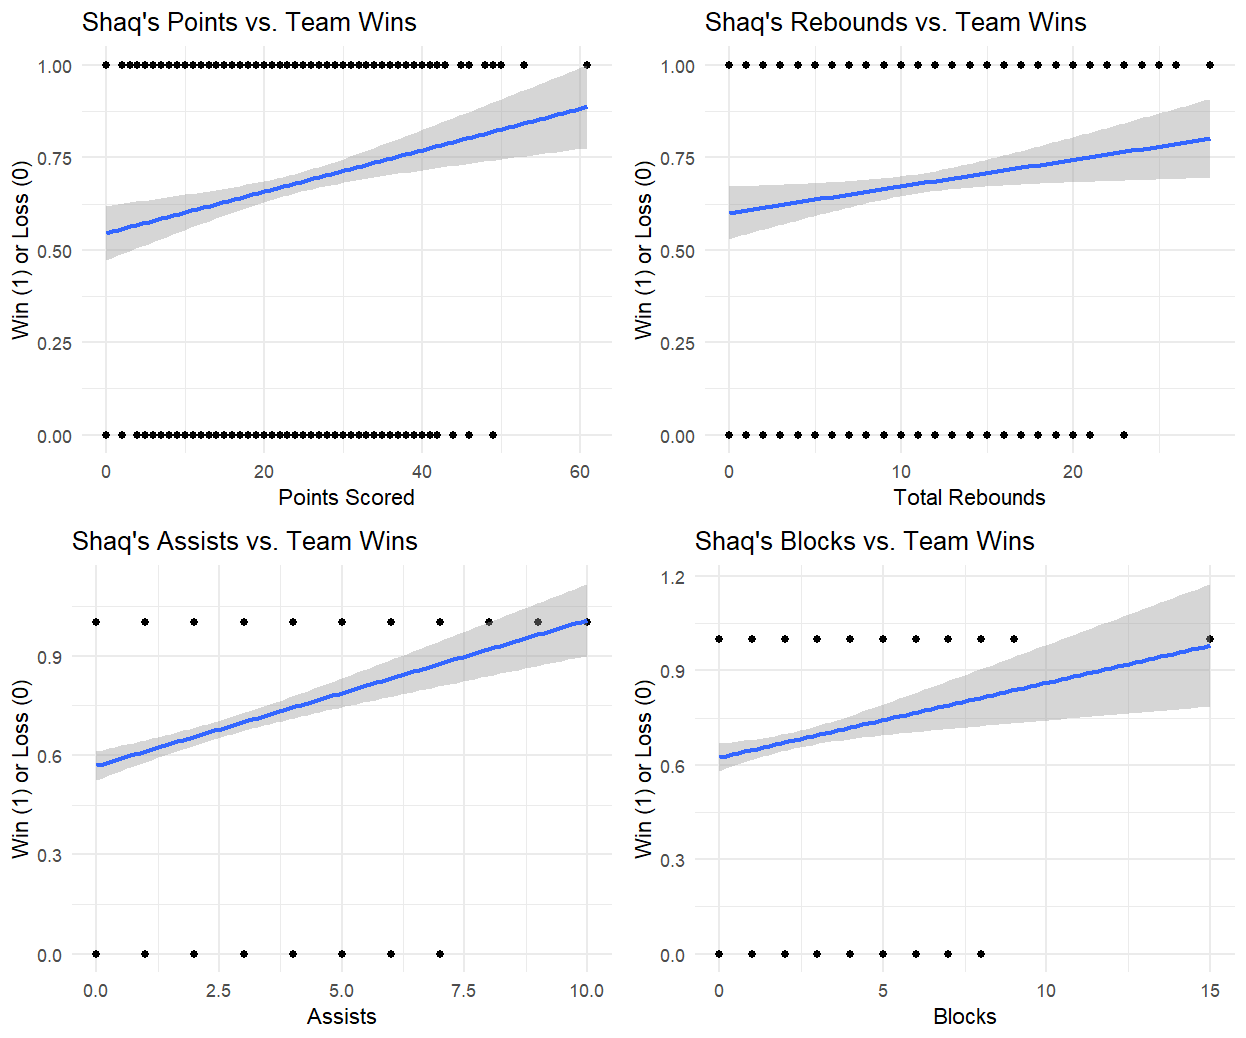 Shaq's Points vs. Team Wins
Win (1) or Loss (0)
1.00
0.75
0.50
0.25
0.00
0 20 40 60
Points Scored
Shaq's Rebounds vs. Team Wins
Win (1) or Loss (0)
1.00
0.75
0.50
0.25
0.00
0 10 20
Total Rebounds
Shaq's Assists vs. Team Wins
Win (1) or Loss (0)
0.9
0.6
0.3
0.0
0.0 2.5 5.0 7.5 10.0
Assists
Shaq's Blocks vs. Team Wins
Win (1) or Loss (0)
1.2
0.9
0.6
0.3
0.0
0 5 10 15
Blocks